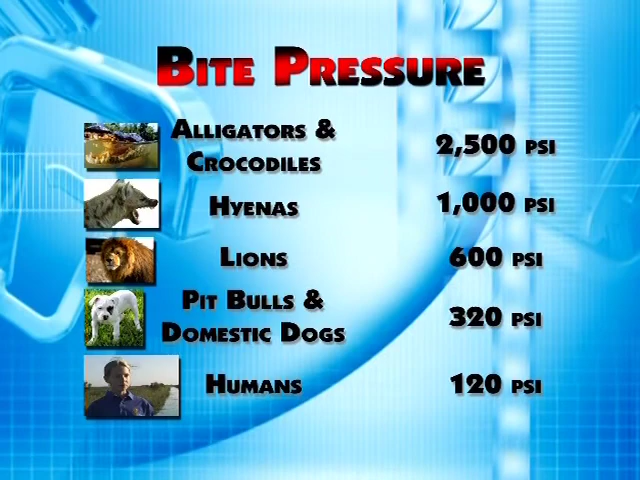 Bite Pressure
Alligators &
Crocodiles
2,500 psi
Hyenas
1,000 psi
Lions
600 psi
Pit Bulls &
Domestic Dogs
320 psi
Humans
120 psi